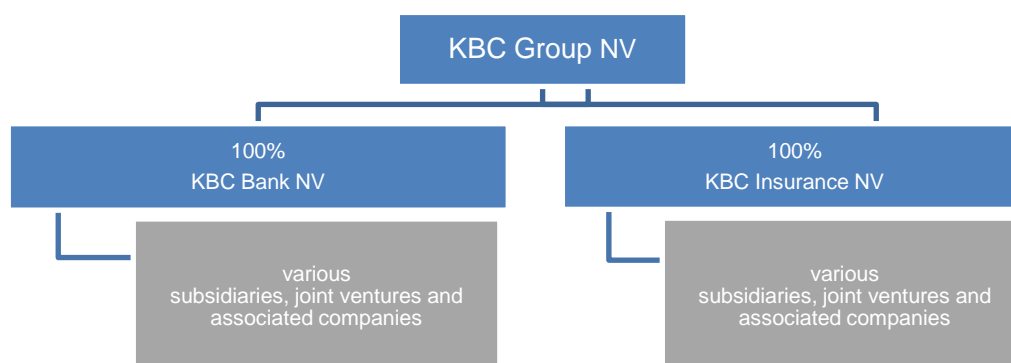 KBC Group NV
100%
KBC Bank NV
100%
KBC Insurance NV
various
subsidiaries, joint ventures and
associated companies
various
subsidiaries, joint ventures and
associated companies